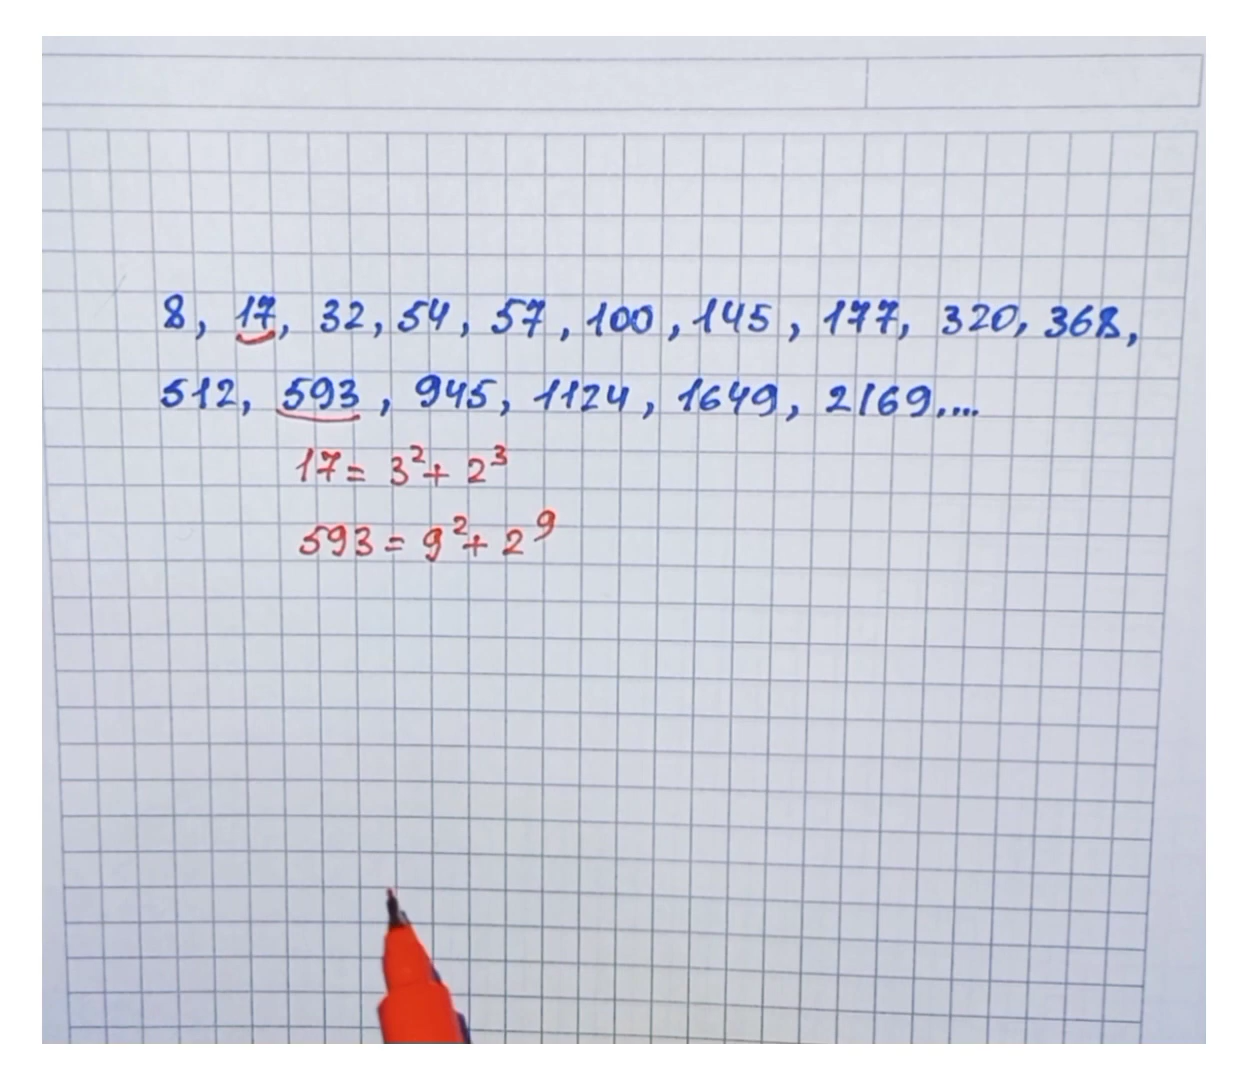 8, 17, 32, 54, 57, 100, 145, 177, 320, 368,
512, 593, 945, 1124, 1649, 2169,....
17 = 3² + 2³
593 = 9² + 2⁹